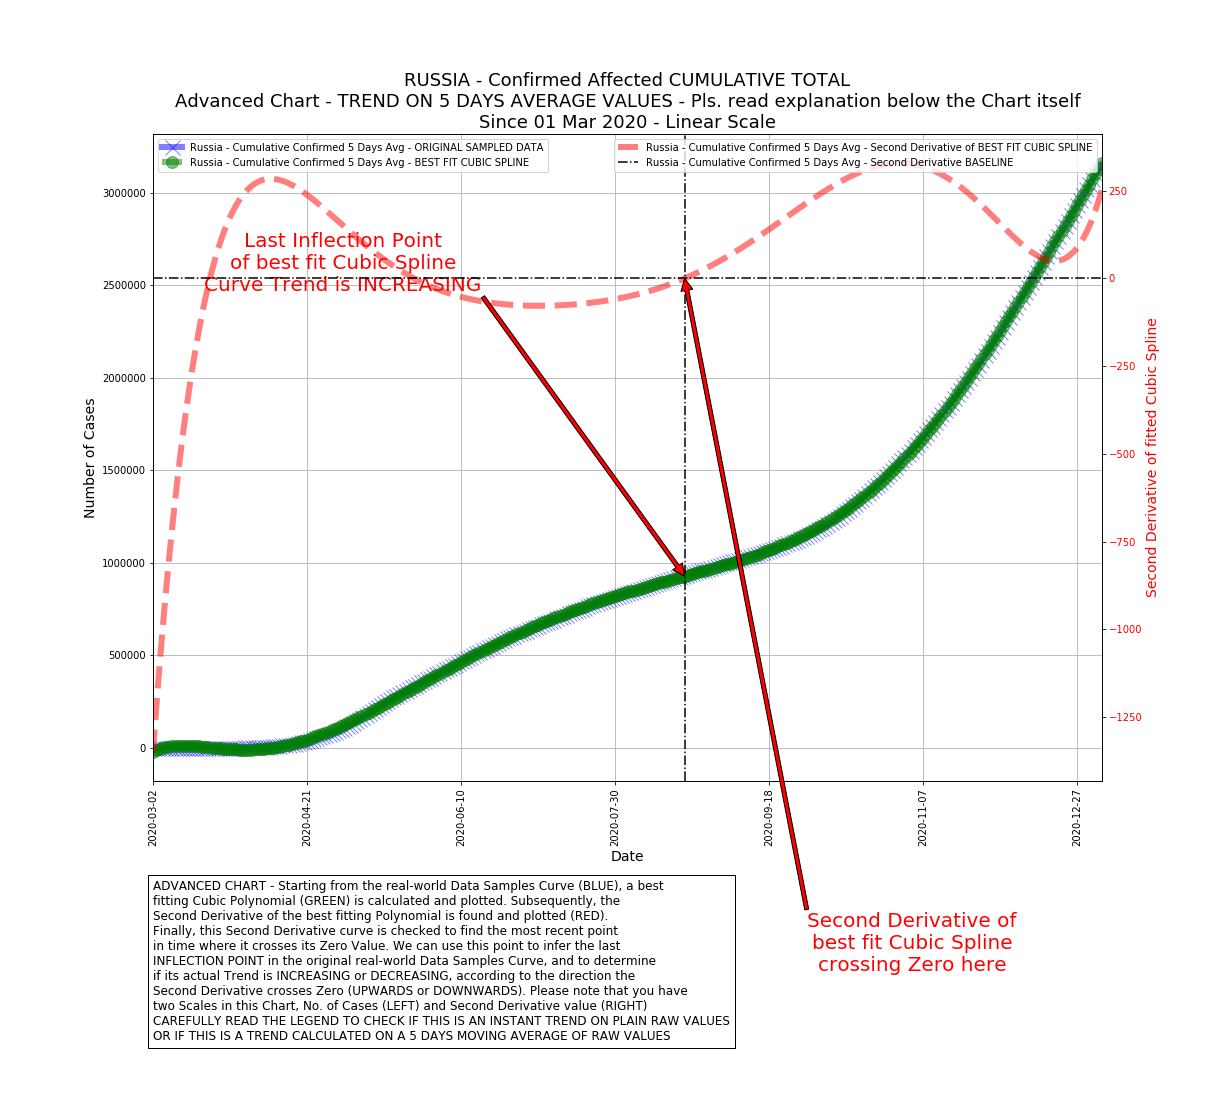 RUSSIA - Confirmed Affected CUMULATIVE TOTAL
Advanced Chart - TREND ON 5 DAYS AVERAGE VALUES - Pls. read explanation below the Chart itself
Since 01 Mar 2020 - Linear Scale
Russia - Cumulative Confirmed 5 Days Avg - ORIGINAL SAMPLED DATA
Russia - Cumulative Confirmed 5 Days Avg - BEST FIT CUBIC SPLINE
Russia - Cumulative Confirmed 5 Days Avg - Second Derivative of BEST FIT CUBIC SPLINE
Russia - Cumulative Confirmed 5 Days Avg - Second Derivative BASELINE
Last Inflection Point
of best fit Cubic Spline
Curve Trend is INCREASING
Number of Cases
3000000
2500000
2000000
1500000
1000000
500000
0
250
0
−250
−500
−750
−1000
−1250
Second Derivative of fitted Cubic Spline
2020-03-02
2020-04-21
2020-06-10
2020-07-30
2020-09-18
2020-11-07
2020-12-27
Date
Second Derivative of
best fit Cubic Spline
crossing Zero here
ADVANCED CHART - Starting from the real-world Data Samples Curve (BLUE), a best
fitting Cubic Polynomial (GREEN) is calculated and plotted. Subsequently, the
Second Derivative of the best fitting Polynomial is found and plotted (RED).
Finally, this Second Derivative curve is checked to find the most recent point
in time where it crosses its Zero Value. We can use this point to infer the last
INFLECTION POINT in the original real-world Data Samples Curve, and to determine
if its actual Trend is INCREASING or DECREASING, according to the direction the
Second Derivative crosses Zero (UPWARDS or DOWNWARDS). Please note that you have
two Scales in this Chart, No. of Cases (LEFT) and Second Derivative value (RIGHT)
CAREFULLY READ THE LEGEND TO CHECK IF THIS IS AN INSTANT TREND ON PLAIN RAW VALUES
OR IF THIS IS A TREND CALCULATED ON A 5 DAYS MOVING AVERAGE OF RAW VALUES